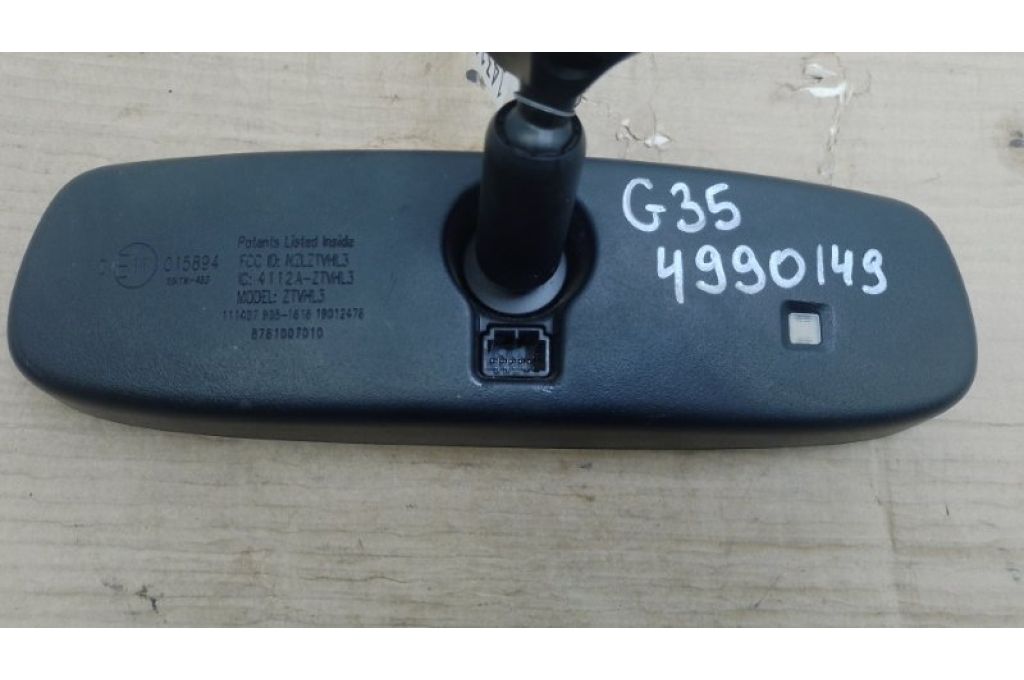 G35
4990149
015894
Patents Listed Inside
FCC ID: NZLZTVHL3
IC: 4112A-ZTVHL3
MODEL: ZTVHL3
8781007010